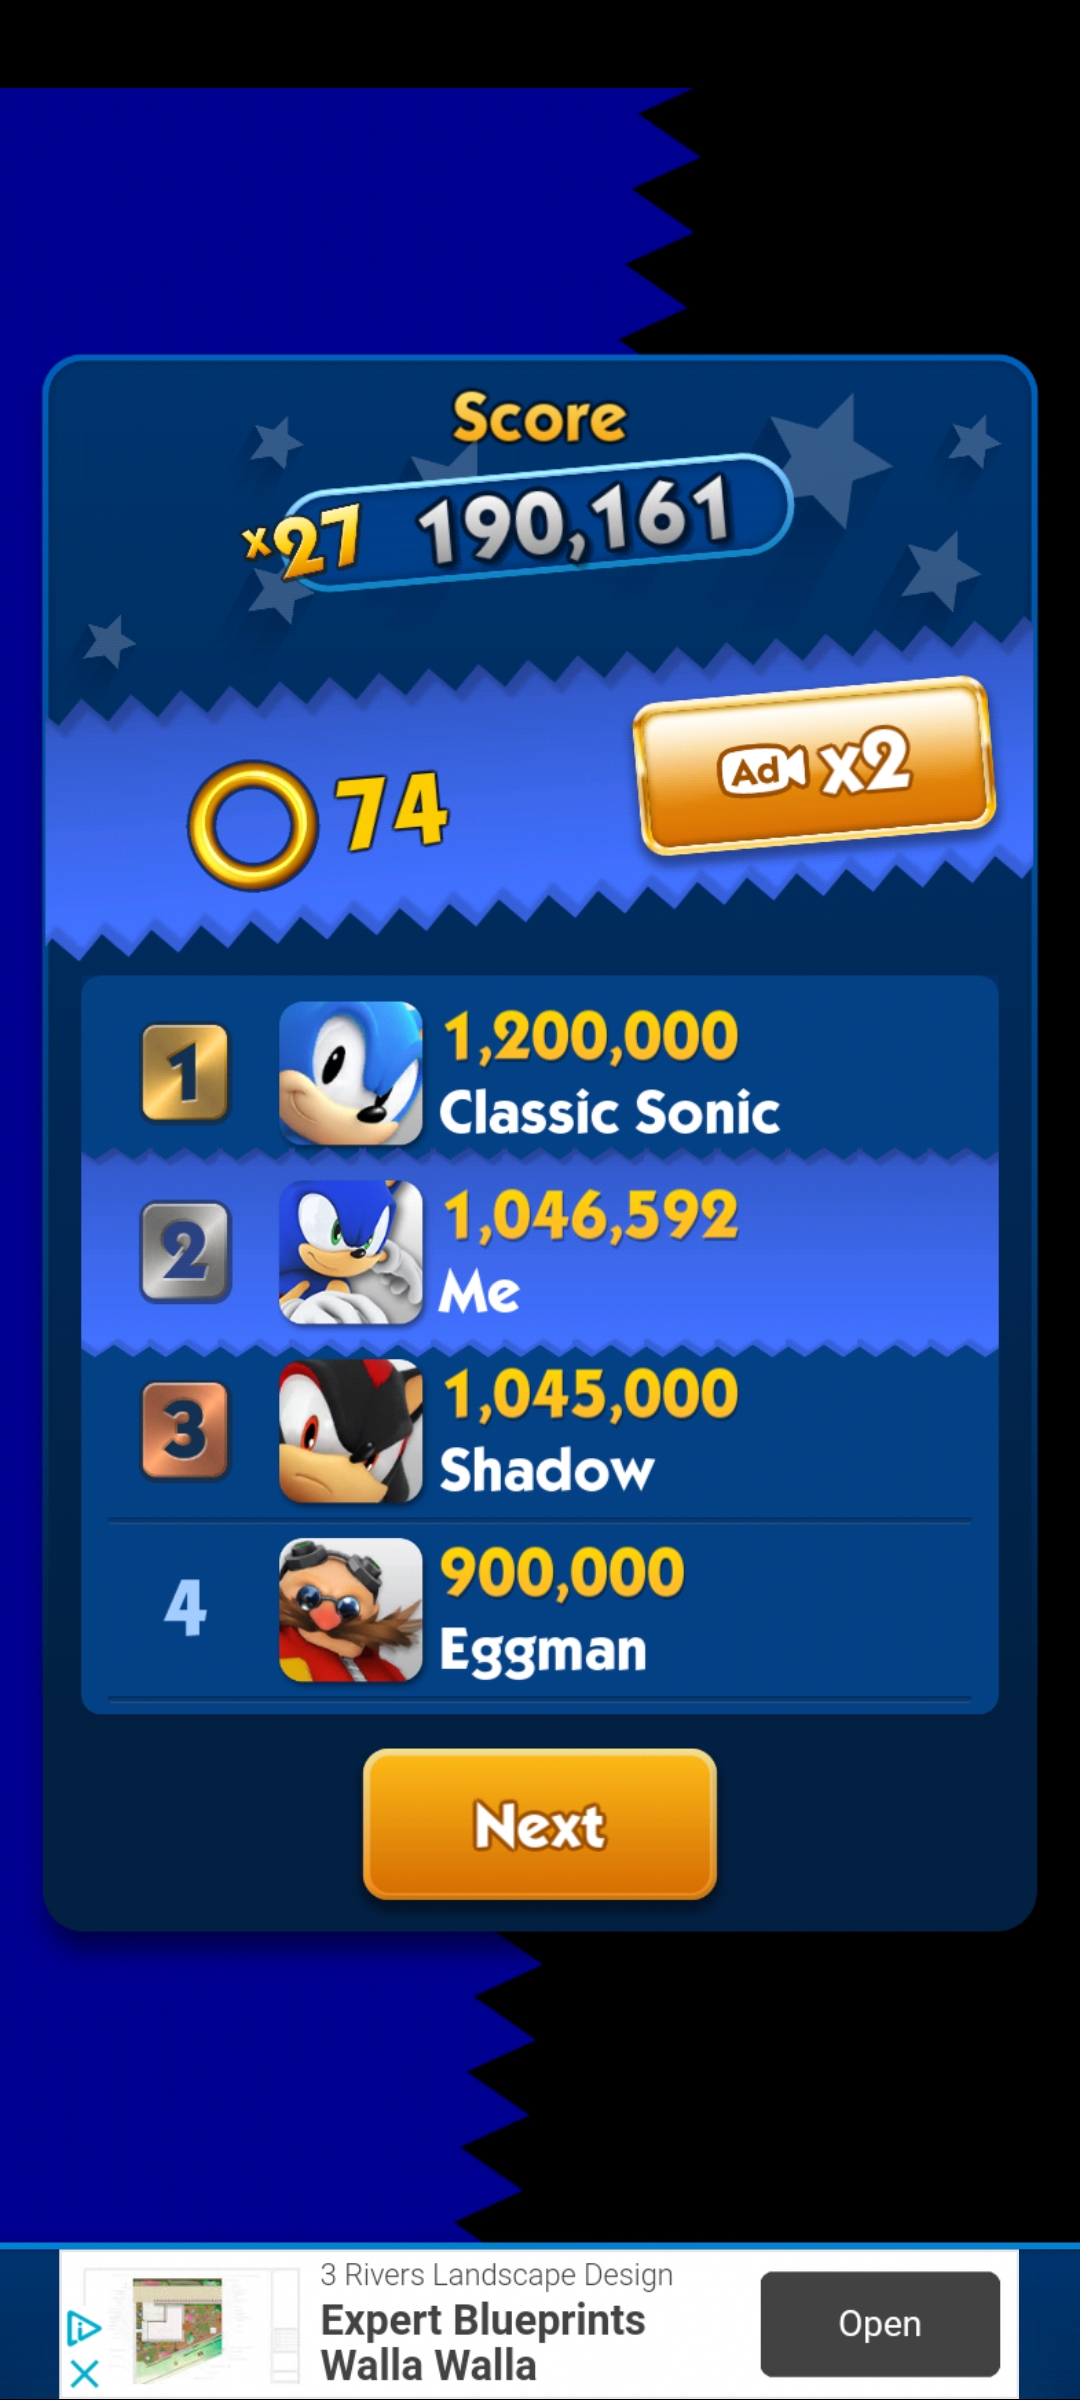 Score
x27 190,161
74
Ad x2
1
1,200,000
Classic Sonic
2
1,046,592
Me
3
1,045,000
Shadow
4
900,000
Eggman
Next
3 Rivers Landscape Design
Expert Blueprints
Walla Walla
Open